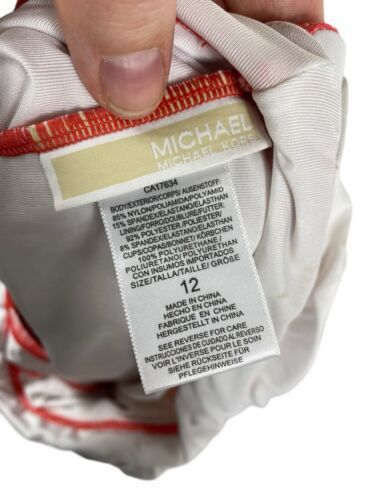 MICHAEL
MICHAEL KORS
CA17634
BODY/EXTERIOR/CORPS/ AUßENSTOFF:
85% NYLON/POLIAMIDA/POLYAMID
15% SPANDEX/ELASTANO/ELASTHAN
LINING/FORRO/DOUBLURE/FUTTER:
92% POLYESTER /POLIESTER
8% SPANDEX/ELASTANO/ELASTHAN
CUPS/COPAS/BONNET/ KÖRBCHEN
100% POLYURETHANE/
POLIURETANO/ POLYURETHAN
CON INSUMOS IMPORTADOS
SIZE/TALLA/TAILLE/ GRÖßE
12
MADE IN CHINA
HECHO EN CHINA
FABRIQUE EN CHINE
HERGESTELLT IN CHINA
SEE REVERSE FOR CARE
INSTRUCCIONES DE CUIDADO AL REVERSO
VOIR L'INVERSE POUR LE SOIN
SIEHE RÜCKSEITE FÜR
PFLEGEHINWEISE